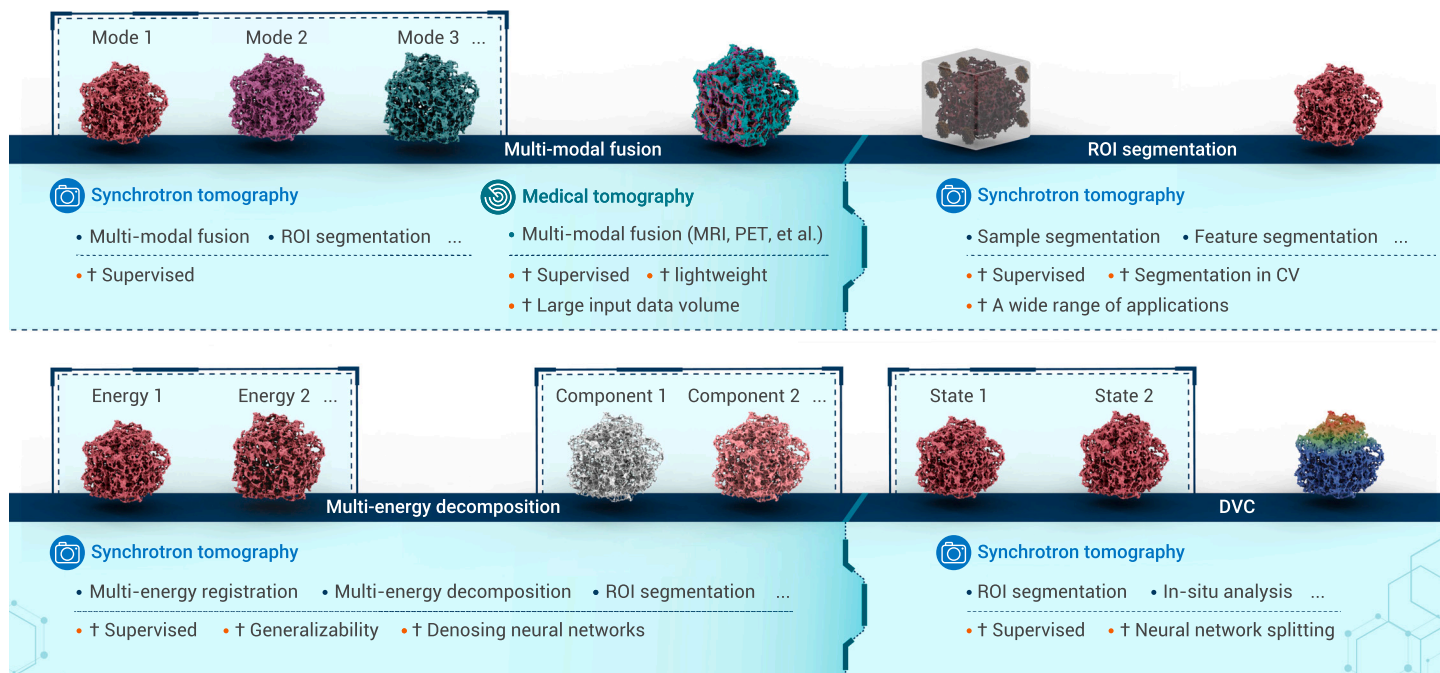 Mode 1 Mode 2 Mode 3 ...
Multi-modal fusion
Synchrotron tomography
• Multi-modal fusion • ROI segmentation ...
• † Supervised
Medical tomography
• Multi-modal fusion (MRI, PET, et al.)
• † Supervised • † lightweight
• † Large input data volume
ROI segmentation
Synchrotron tomography
• Sample segmentation • Feature segmentation ...
• † Supervised • † Segmentation in CV
• † A wide range of applications
Energy 1 Energy 2 ...
Component 1 Component 2 ...
Multi-energy decomposition
Synchrotron tomography
• Multi-energy registration • Multi-energy decomposition • ROI segmentation ...
• † Supervised • † Generalizability • † Denosing neural networks
State 1 State 2
DVC
Synchrotron tomography
• ROI segmentation • In-situ analysis ...
• † Supervised • † Neural network splitting